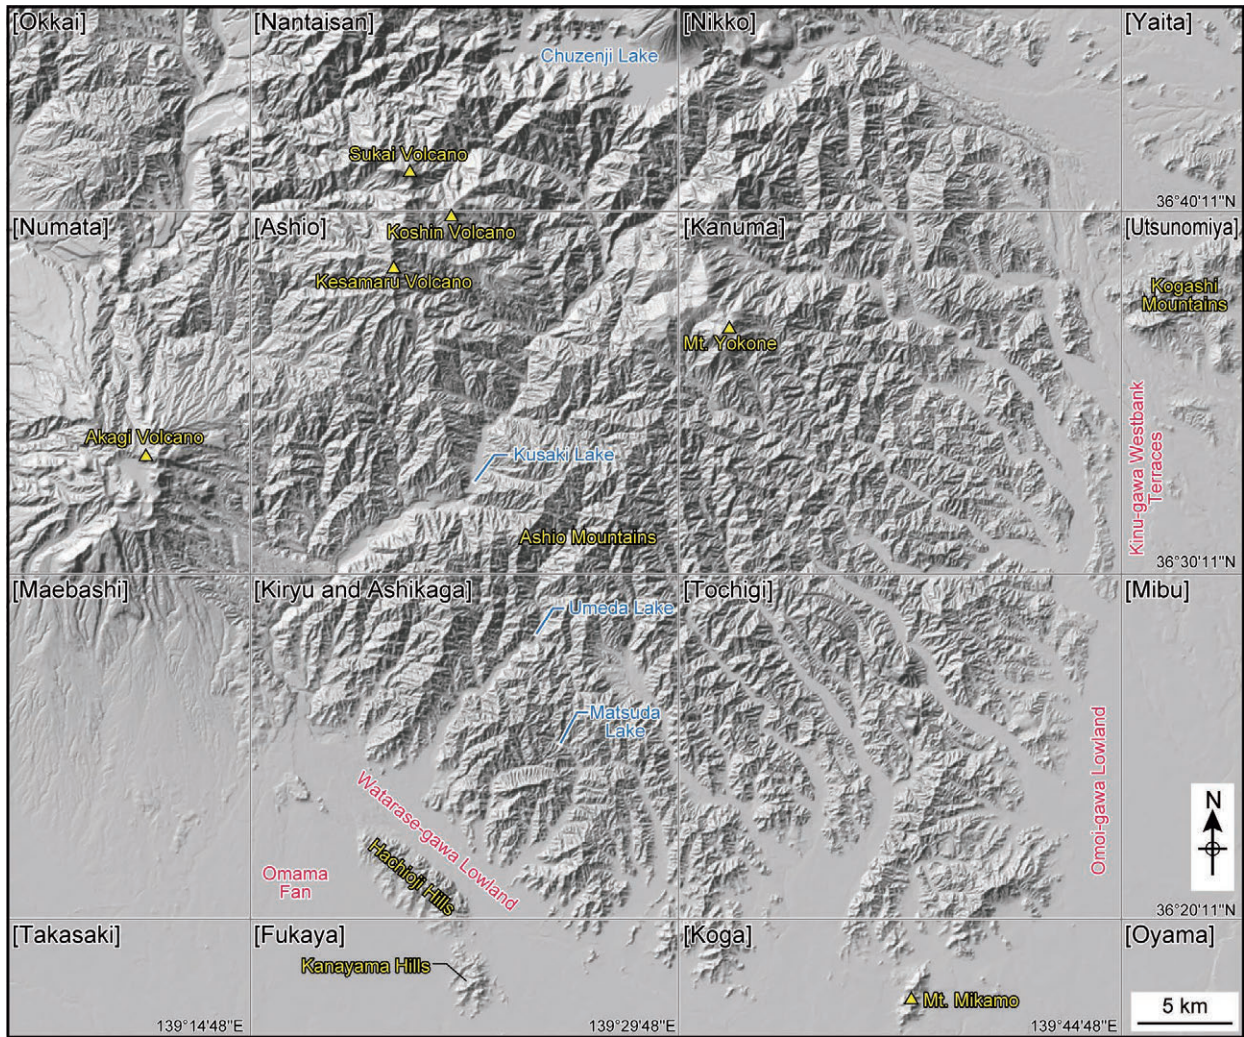 [Okkai]
[Nantaisan]
[Nikko]
[Yaita]
Chuzenji Lake
Sukai Volcano
36°40'11"N
[Numata]
[Ashio]
[Kanuma]
[Utsunomiya]
Koshin Volcano
Kesamaru Volcano
Kogashi
Mountains
Mt. Yokone
Akagi Volcano
Kusaki Lake
Kinu-gawa Westbank
Terraces
Ashio Mountains
36°30'11"N
[Maebashi]
[Kiryu and Ashikaga]
[Tochigi]
[Mibu]
Umeda Lake
Matsuda
Lake
Omoi-gawa Lowland
Watarase-gawa Lowland
N
Hachioji Hills
Omama
Fan
36°20'11"N
[Takasaki]
[Fukaya]
[Koga]
[Oyama]
Kanayama Hills
Mt. Mikamo
5 km
139°14'48"E
139°29'48"E
139°44'48"E